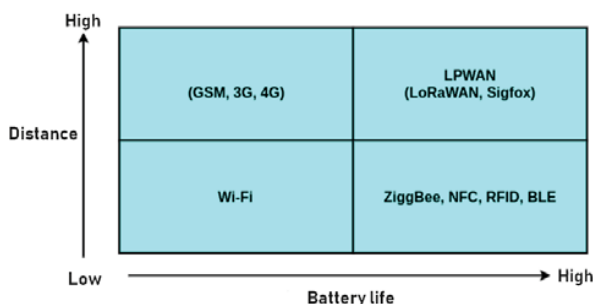 High
(GSM, 3G, 4G)
LPWAN
(LoRaWAN, Sigfox)
Distance
Wi-Fi
ZiggBee, NFC, RFID, BLE
Low
High
Battery life